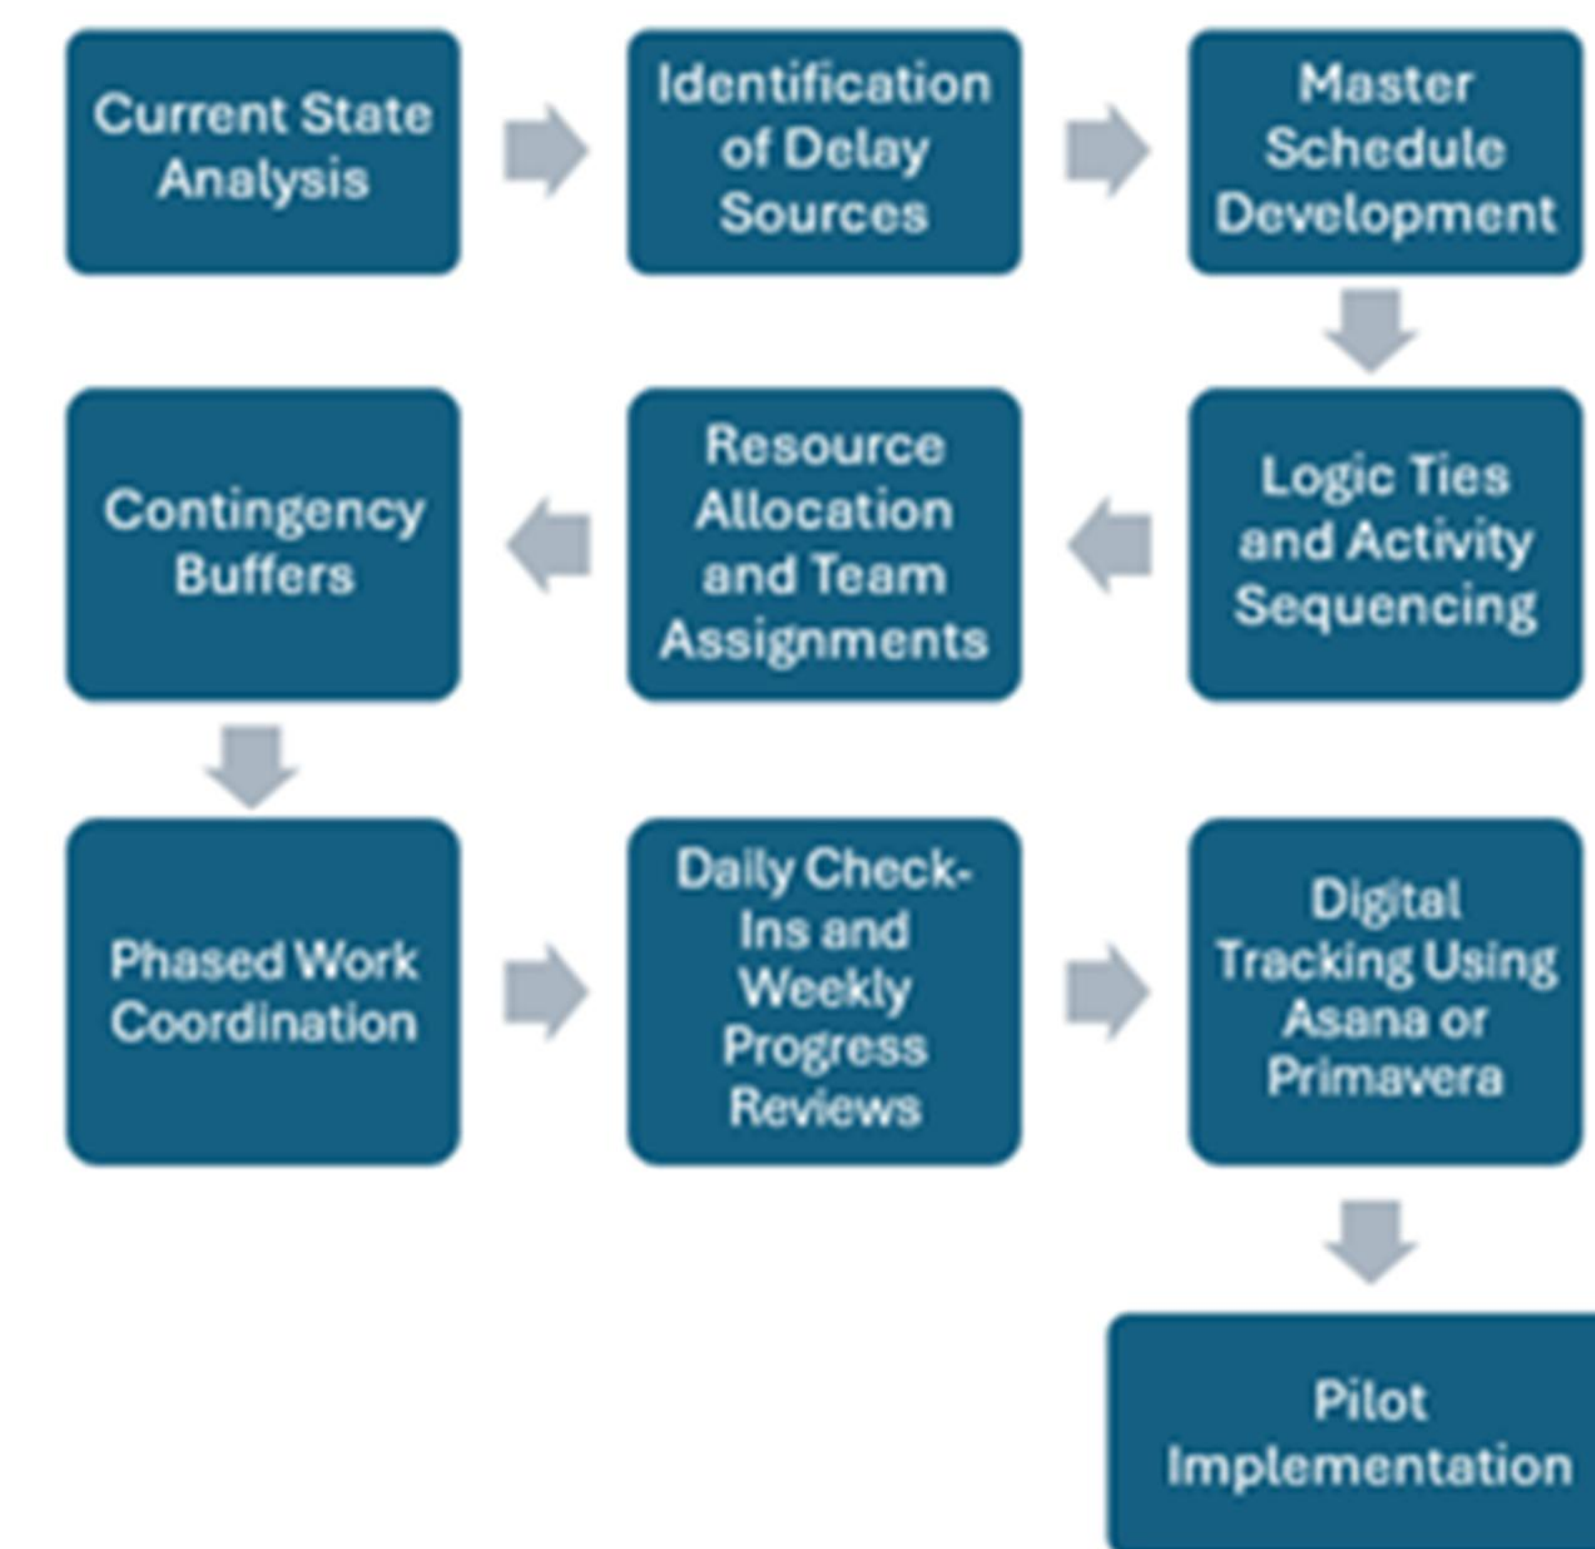 Current State
Analysis
Identification
of Delay
Sources
Master
Schedule
Development
Logic Ties
and Activity
Sequencing
Resource
Allocation
and Team
Assignments
Contingency
Buffers
Phased Work
Coordination
Daily Check-
Ins and
Weekly
Progress
Reviews
Digital
Tracking Using
Asana or
Primavera
Pilot
Implementation